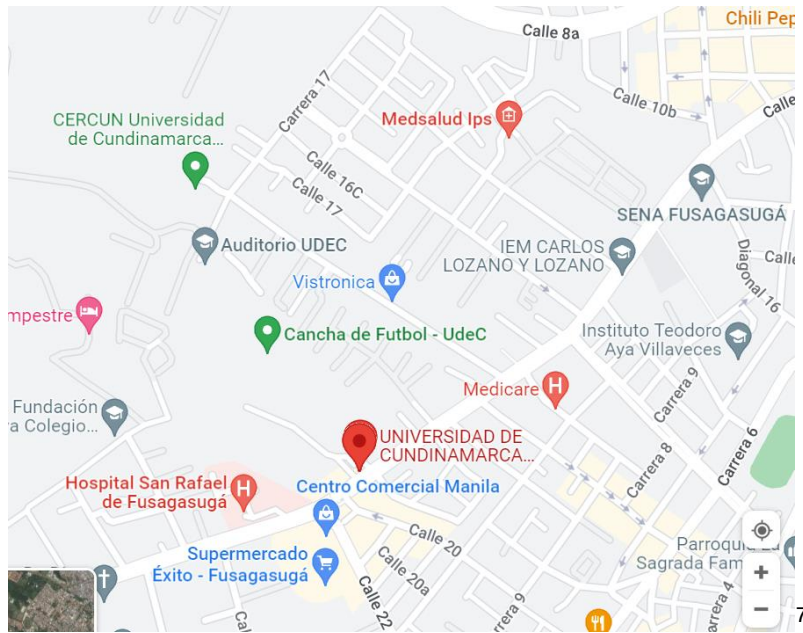 Chili Pep
Calle 8a
Carrera 17
Calle 10b
Calle
CERCUN Universidad
de Cundinamarca...
Medsalud Ips
Calle 16C
Calle 17
SENA FUSAGASUGÁ
Auditorio UDEC
IEM CARLOS
LOZANO Y LOZANO
Diagonal 16
Calle
Vistronica
mpestre
Cancha de Futbol - UdeC
Instituto Teodoro
Aya Villaveces
Carrera 9
Medicare
H
Fundación
a Colegio...
UNIVERSIDAD DE
CUNDINAMARCA...
Carrera 8
Carrera 6
Hospital San Rafael
de Fusagasugá
H
Centro Comercial Manila
Calle 20
Supermercado
Éxito - Fusagasugá
Calle 20a
Calle 22
Carrera 9
Carrera 4
Parroquia La
Sagrada Fam
+
−
7